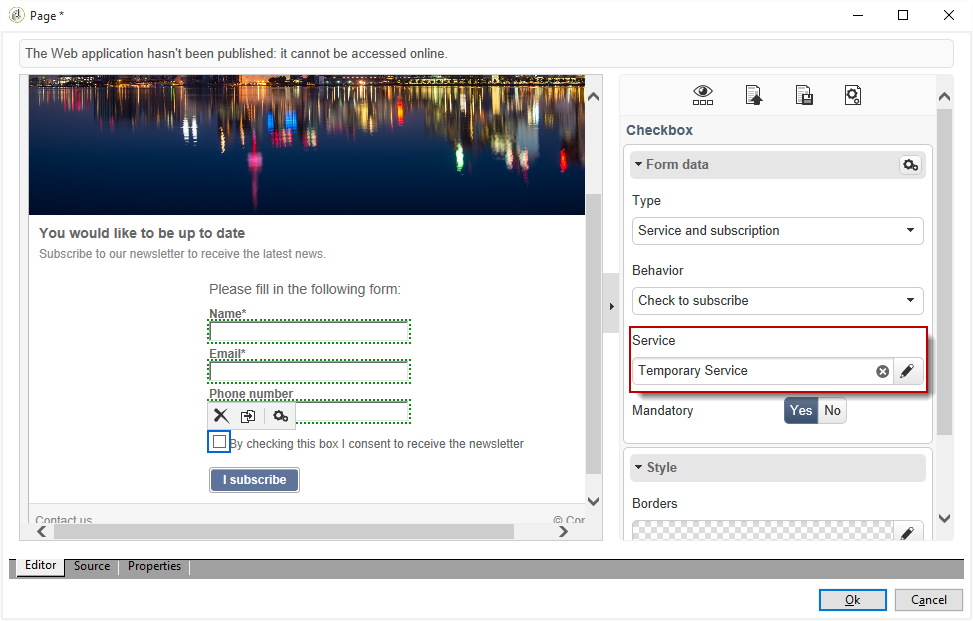 Page *
The Web application hasn't been published: it cannot be accessed online.
You would like to be up to date
Subscribe to our newsletter to receive the latest news.
Please fill in the following form:
Name*
Email*
Phone number
By checking this box I consent to receive the newsletter
I subscribe
Contact us
© Cor
Checkbox
Form data
Type
Service and subscription
Behavior
Check to subscribe
Service
Temporary Service
Mandatory Yes No
Style
Borders
Editor Source Properties
Ok Cancel